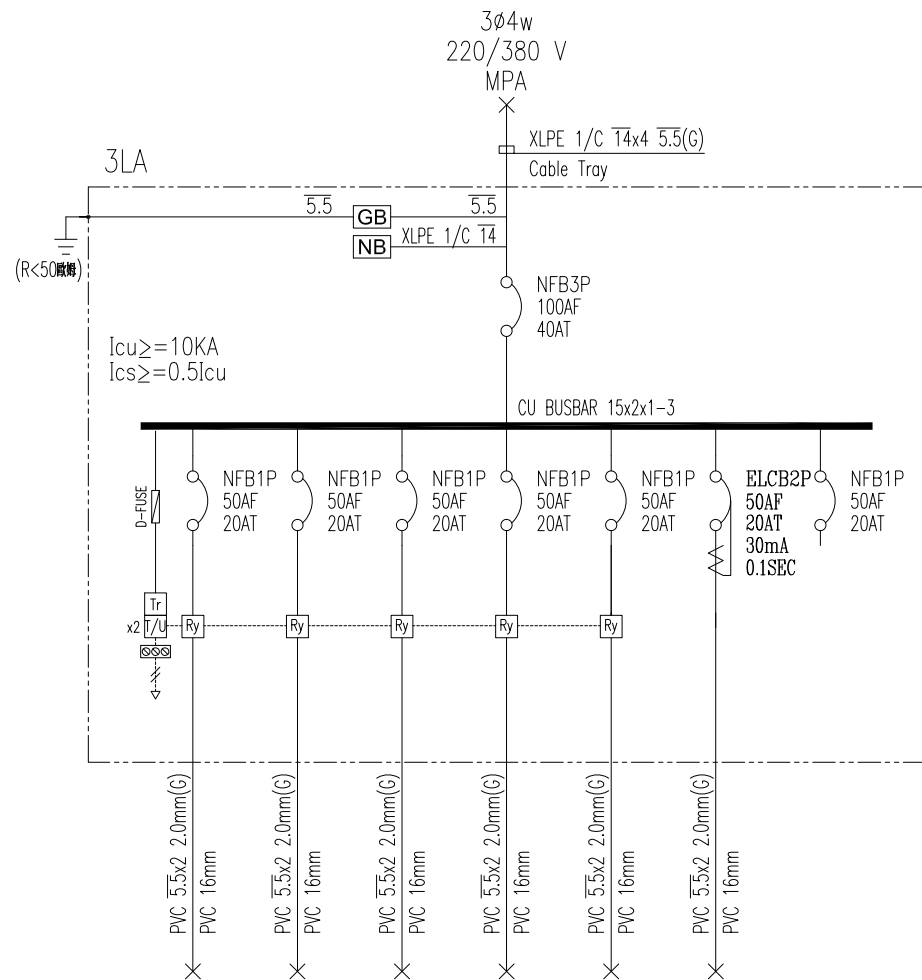 3ø4w
220/380 V
MPA
XLPE 1/C 14x4 5.5(G)
Cable Tray
3LA
5.5
GB
5.5
NB
XLPE 1/C 14
(R<50
NFB3P
100AF
40AT
Icu≥=10KA
Ics≥=0.5Icu
CU BUSBAR 15x2x1-3
D-FUSE
NFB1P
50AF
20AT
NFB1P
50AF
20AT
NFB1P
50AF
20AT
NFB1P
50AF
20AT
NFB1P
50AF
20AT
ELCB2P
50AF
20AT
30mA
0.1SEC
NFB1P
50AF
20AT
Tr
x2 T/U
Ry
Ry
Ry
Ry
Ry
PVC 5.5x2 2.0mm(G)
PVC 16mm
PVC 5.5x2 2.0mm(G)
PVC 16mm
PVC 5.5x2 2.0mm(G)
PVC 16mm
PVC 5.5x2 2.0mm(G)
PVC 16mm
PVC 5.5x2 2.0mm(G)
PVC 16mm
PVC 5.5x2 2.0mm(G)
PVC 16mm